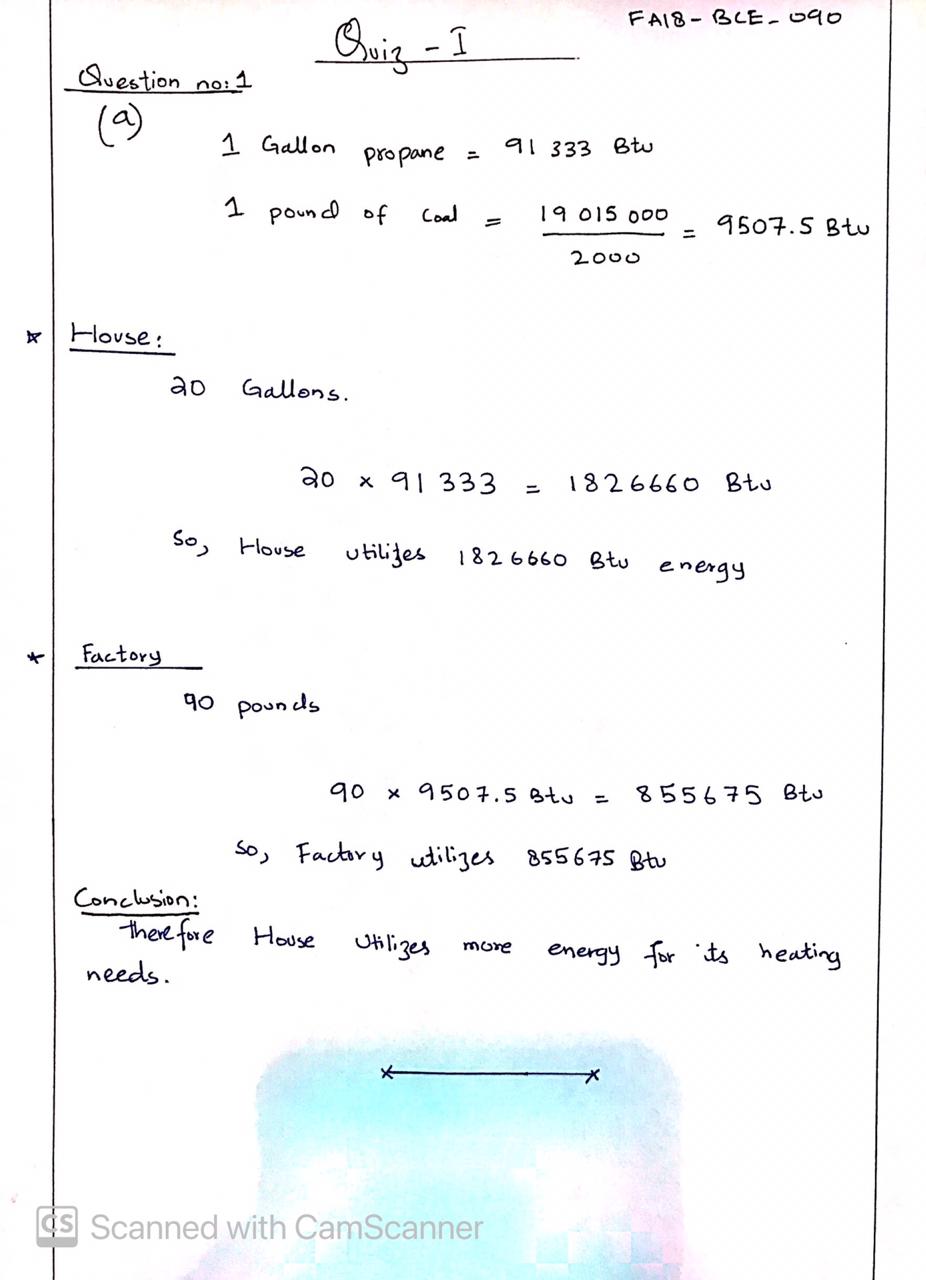 FA18-BCE-090
Quiz - I
Question no: 1
(a)
1 Gallon propane = 91 333 Btu
1 pound of Coal = 19 015 000 / 2000 = 9507.5 Btu
* House:
20 Gallons.
20 × 91 333 = 1826660 Btu
So, House utilizes 1826660 Btu energy
* Factory
90 pounds
90 × 9507.5 Btu = 855675 Btu
So, Factory utilizes 855675 Btu
Conclusion:
Therefore House Utilizes more energy for its heating
needs.
CS Scanned with CamScanner